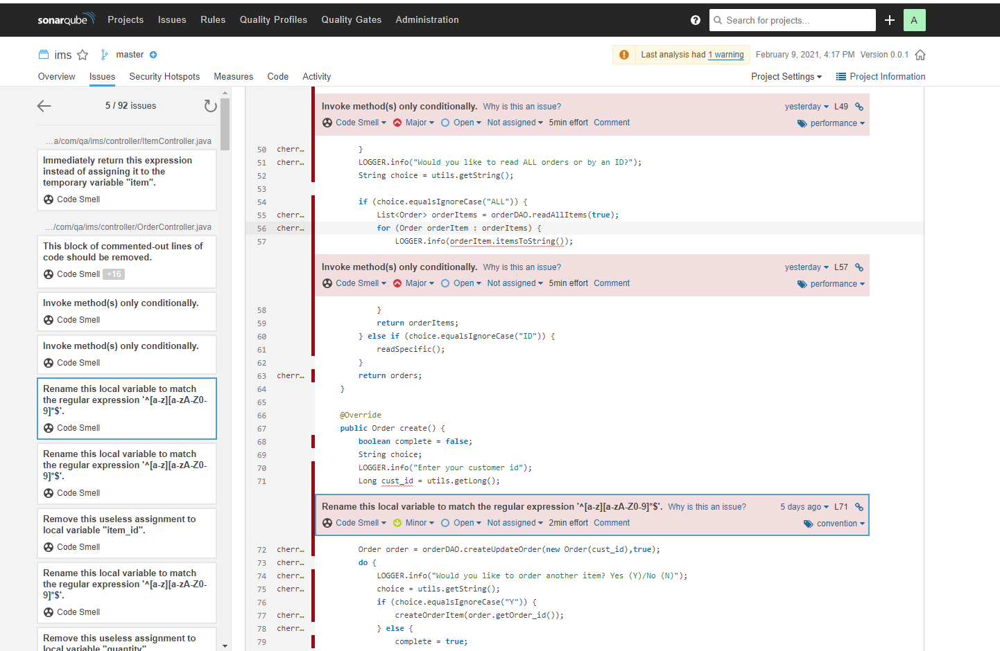 sonarqube Projects Issues Rules Quality Profiles Quality Gates Administration ? Search for projects... A
ims master Last analysis had 1 warning February 9, 2021, 4:17 PM Version 0.0.1
Overview Issues Security Hotspots Measures Code Activity Project Settings Project Information
5 / 92 issues
...a/com/qa/ims/controller/ItemController.java
Immediately return this expression
instead of assigning it to the
temporary variable "item".
Code Smell
.../com/qa/ims/controller/OrderController.java
This block of commented-out lines of
code should be removed.
Code Smell +16
Invoke method(s) only conditionally.
Code Smell
Invoke method(s) only conditionally.
Code Smell
Rename this local variable to match
the regular expression '^[a-z][a-zA-Z0-
9]*$'.
Code Smell
Rename this local variable to match
the regular expression '^[a-z][a-zA-Z0-
9]*$'.
Code Smell
Remove this useless assignment to
local variable "item_id".
Code Smell
Rename this local variable to match
the regular expression '^[a-z][a-zA-Z0-
9]*$'.
Code Smell
Remove this useless assignment to
local variable "quantity"
Invoke method(s) only conditionally. Why is this an issue? yesterday L49
Code Smell Major Open Not assigned 5min effort Comment performance
50 cherr... }
51 cherr... LOGGER.info("Would you like to read ALL orders or by an ID?");
52 String choice = utils.getString();
53
54 if (choice.equalsIgnoreCase("ALL")) {
55 cherr... List<Order> orderItems = orderDAO.readAllItems(true);
56 cherr... for (Order orderItem : orderItems) {
57 LOGGER.info(orderItem.itemsToString());
Invoke method(s) only conditionally. Why is this an issue? yesterday L57
Code Smell Major Open Not assigned 5min effort Comment performance
58 }
59 return orderItems;
60 } else if (choice.equalsIgnoreCase("ID")) {
61 readSpecific();
62 }
63 cherr... return orders;
64 }
65
66 @Override
67 public Order create() {
68 boolean complete = false;
69 String choice;
70 LOGGER.info("Enter your customer id");
71 Long cust_id = utils.getLong();
Rename this local variable to match the regular expression '^[a-z][a-zA-Z0-9]*$'. Why is this an issue? 5 days ago L71
Code Smell Minor Open Not assigned 2min effort Comment convention
72 cherr... Order order = orderDAO.createUpdateOrder(new Order(cust_id),true);
73 cherr... do {
74 cherr... LOGGER.info("Would you like to order another item? Yes (Y)/No (N)");
75 cherr... choice = utils.getString();
76 if (choice.equalsIgnoreCase("Y")) {
77 cherr... createOrderItem(order.getOrder_id());
78 cherr... } else {
79 complete = true;